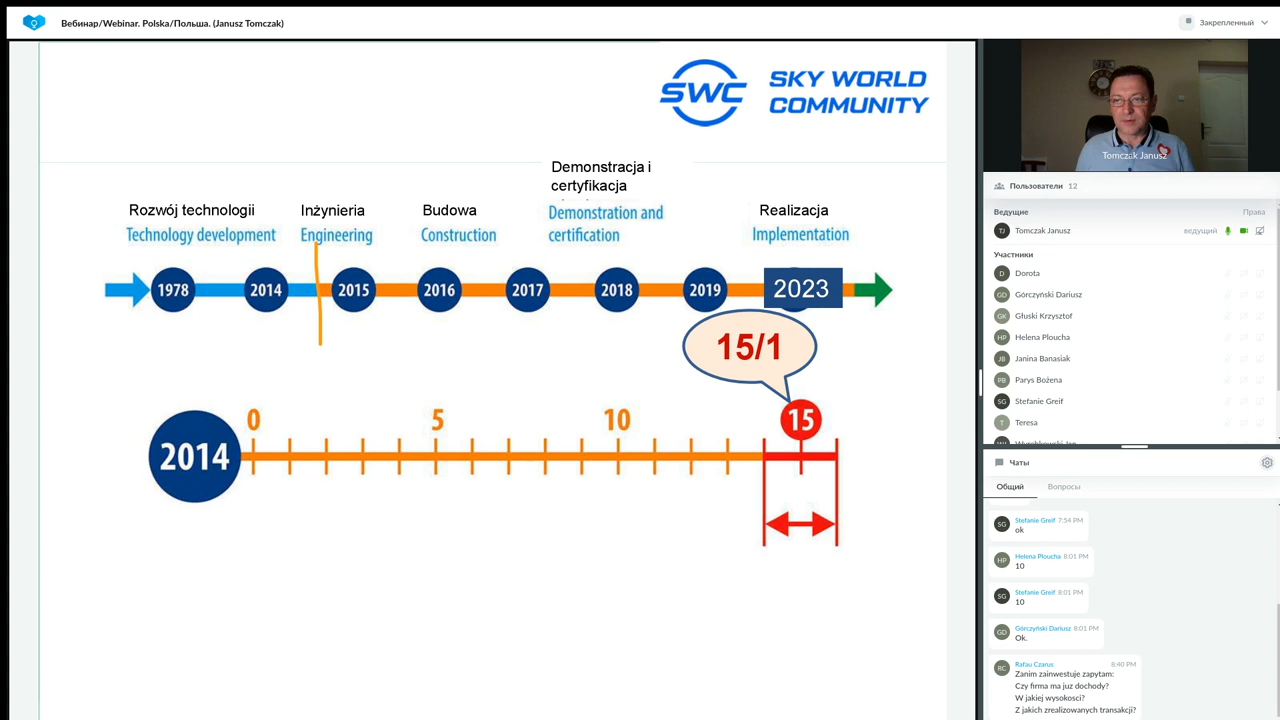 Вебинар/Webinar. Polska/Польша. (Janusz Tomczak)
Закрепленный
SWC
SKY WORLD
COMMUNITY
Demonstracja i
certyfikacja
Rozwój technologii
Inżynieria
Budowa
Realizacja
Technology development
Engineering
Construction
Demonstration and
certification
Implementation
1978
2014
2015
2016
2017
2018
2019
2023
15/1
2014
0
5
10
15
Tomczak Janusz
Пользователи 12
Ведущие
Права
TJ
Tomczak Janusz
ведущий
Участники
D
Dorota
GD
Górczyński Dariusz
GK
Głuski Krzysztof
HP
Helena Ploucha
JB
Janina Banasiak
PB
Parys Bożena
SG
Stefanie Greif
T
Teresa
Чаты
Общий
Вопросы
SG
Stefanie Greif 7:54 PM
ok
HP
Helena Ploucha 8:01 PM
10
SG
Stefanie Greif 8:01 PM
10
GD
Górczyński Dariusz 8:01 PM
Ok.
RC
Rafau Czarus 8:40 PM
Zanim zainwestuje zapytam:
Czy firma ma juz dochody?
W jakiej wysokosci?
Z jakich zrealizowanych transakcji?